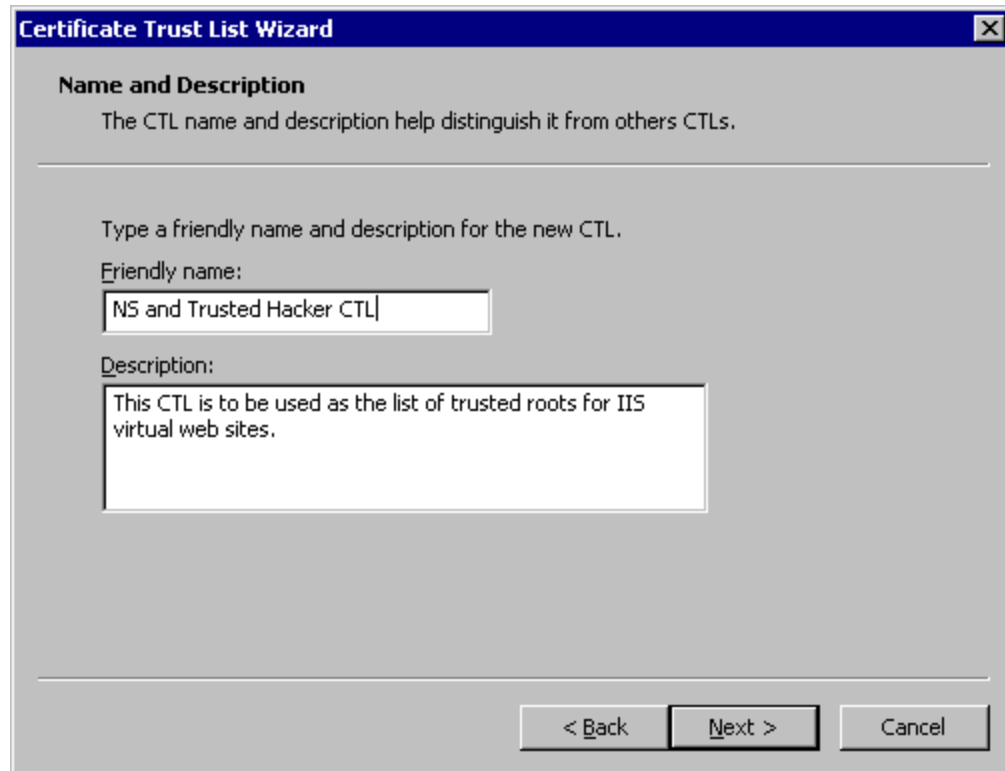 Certificate Trust List Wizard
Name and Description
The CTL name and description help distinguish it from others CTLs.
Type a friendly name and description for the new CTL.
Friendly name:
NS and Trusted Hacker CTL
Description:
This CTL is to be used as the list of trusted roots for IIS
virtual web sites.
< Back Next > Cancel